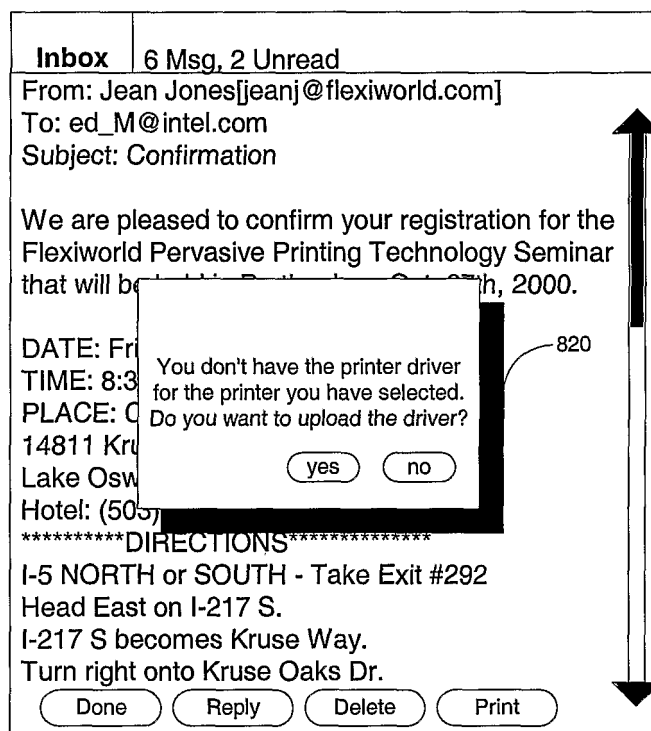 Inbox 6 Msg, 2 Unread
From: Jean Jones[jeanj@flexiworld.com]
To: ed_M@intel.com
Subject: Confirmation
We are pleased to confirm your registration for the
Flexiworld Pervasive Printing Technology Seminar
that will be h, 2000.
DATE: Fri
TIME: 8:3
PLACE:
14811 Kru
Lake Osw
Hotel: (503)
You don't have the printer driver
for the printer you have selected.
Do you want to upload the driver?
yes no
820
**********DIRECTIONS**************
I-5 NORTH or SOUTH - Take Exit #292
Head East on I-217 S.
I-217 S becomes Kruse Way.
Turn right onto Kruse Oaks Dr.
Done Reply Delete Print